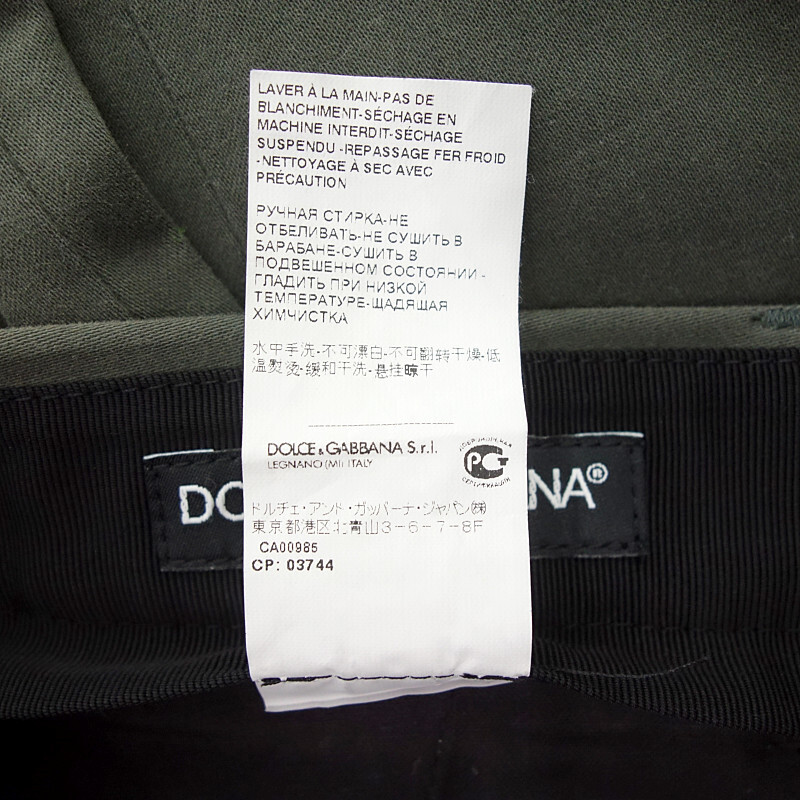 LAVER À LA MAIN-PAS DE
BLANCHIMENT-SÉCHAGE EN
MACHINE INTERDIT-SÉCHAGE
SUSPENDU-REPASSAGE FER FROID
-NETTOYAGE À SEC AVEC
PRÉCAUTION
РУЧНАЯ СТИРКА-НЕ
ОТБЕЛИВАТЬ-НЕ СУШИТЬ В
БАРАБАНЕ-СУШИТЬ В
ПОДВЕШЕННОМ СОСТОЯНИИ -
ГЛАДИТЬ ПРИ НИЗКОЙ
ТЕМПЕРАТУРЕ-ЩАДЯЩАЯ
ХИМЧИСТКА
水中手洗-不可漂白-不可翻转干燥-低
温熨烫-缓和干洗-悬挂晾干
DOLCE & GABBANA S.r.l.
LEGNANO (MI) ITALY
ДОБРОВОЛЬНАЯ
РСТ
СЕРТИФИКАЦИЯ
DO NA®
ドルチェ・アンド・ガッバーナ・ジャパン㈱
東京都港区北青山3-6-7-8F
CA00985
CP: 03744